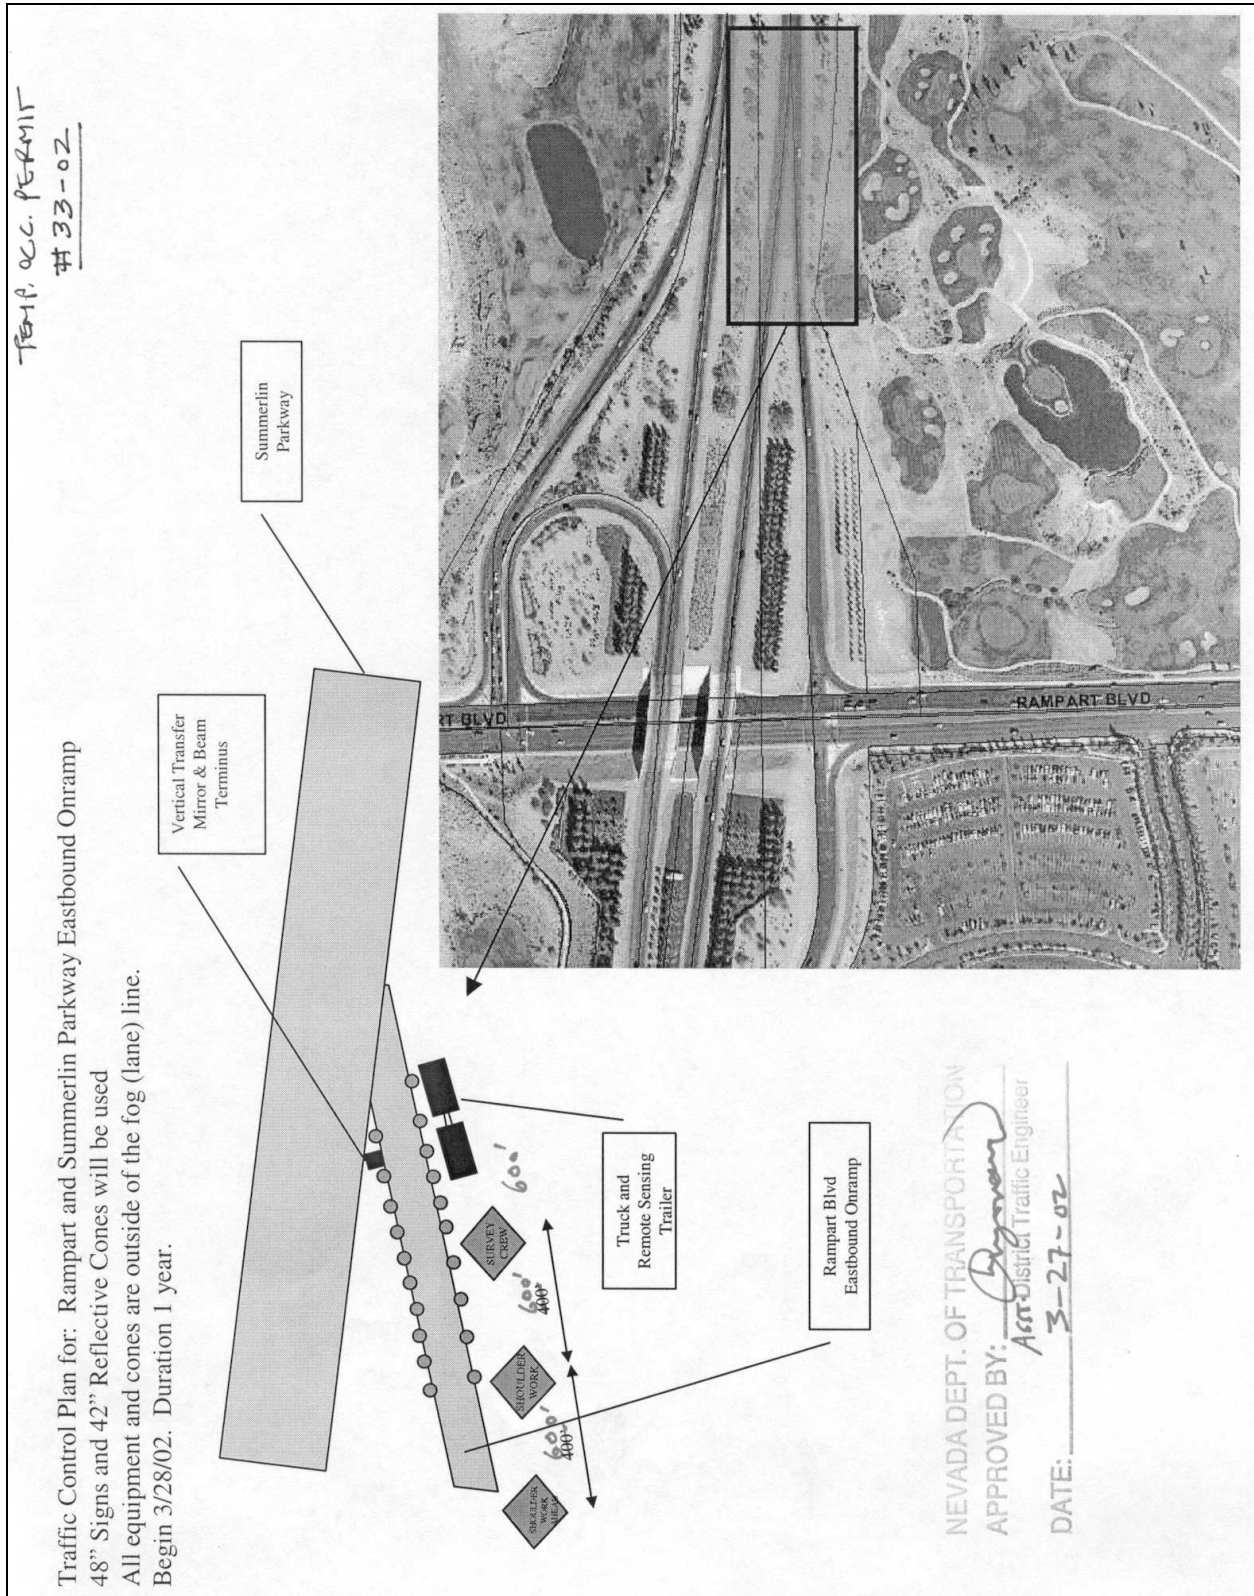 TEMP. OCC. PERMIT
#33-02
Traffic Control Plan for: Rampart and Summerlin Parkway Eastbound Onramp
48” Signs and 42” Reflective Cones will be used
All equipment and cones are outside of the fog (lane) line.
Begin 3/28/02. Duration 1 year.
Vertical Transfer
Mirror & Beam
Terminus
Summerlin
Parkway
SHOULDER
WORK
AHEAD
600'
400'
SHOULDER
WORK
600'
400'
SURVEY
CREW
600'
Truck and
Remote Sensing
Trailer
Rampart Blvd
Eastbound Onramp
RT BLVD
RAMPART BLVD
NEVADA DEPT. OF TRANSPORTATION
APPROVED BY:
Asst. District Traffic Engineer
DATE: 3-27-02